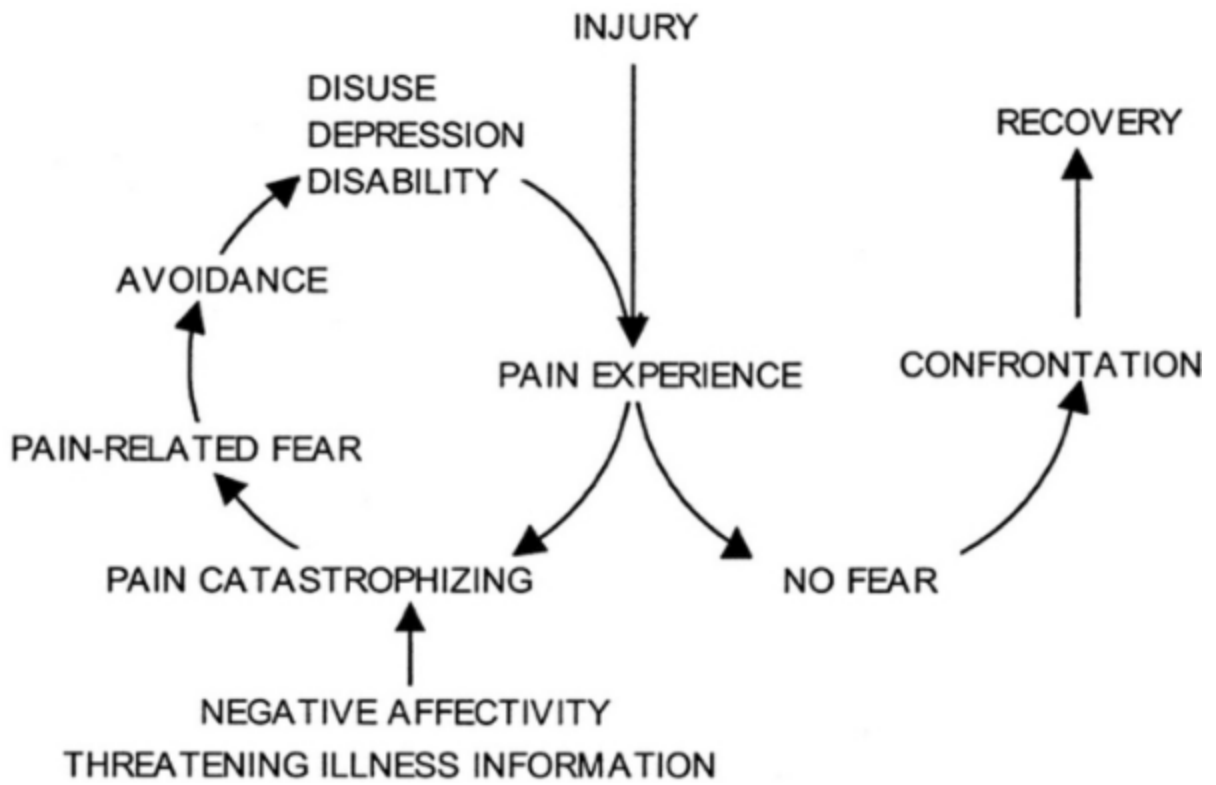 INJURY
DISUSE
DEPRESSION
DISABILITY
RECOVERY
AVOIDANCE
PAIN EXPERIENCE
CONFRONTATION
PAIN-RELATED FEAR
PAIN CATASTROPHIZING
NO FEAR
NEGATIVE AFFECTIVITY
THREATENING ILLNESS INFORMATION